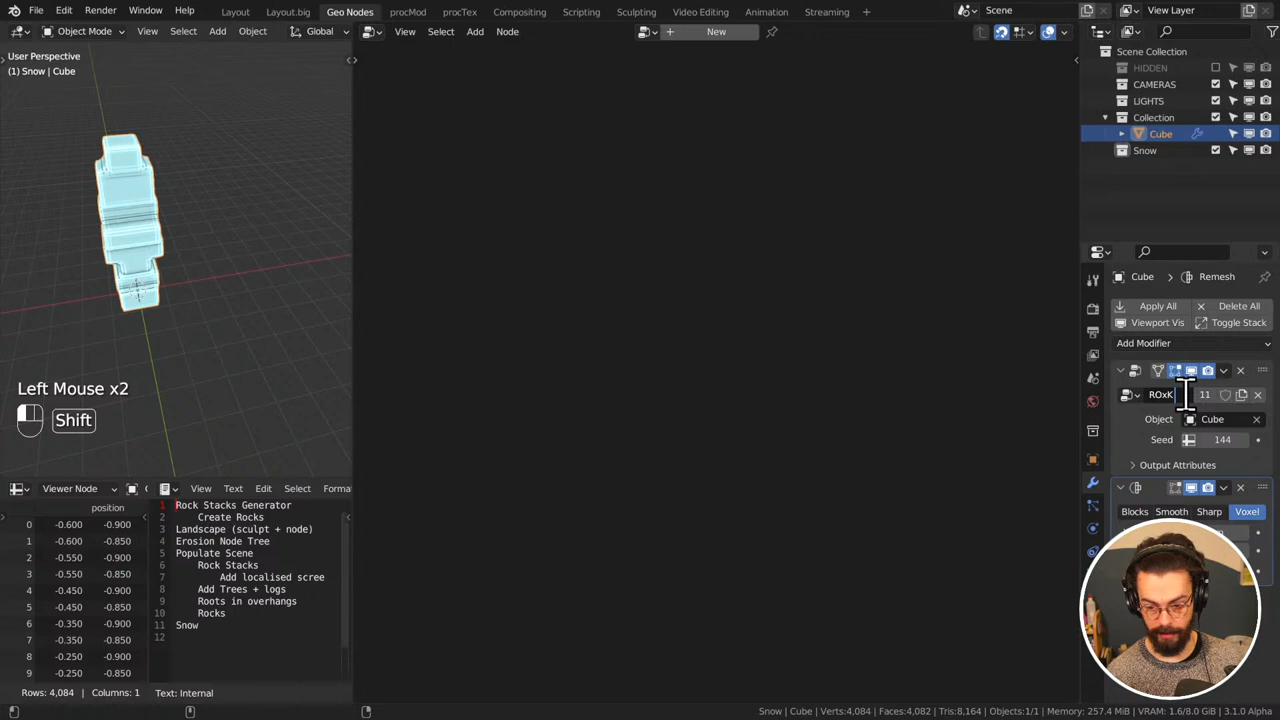 File Edit Render Window Help Layout Layout.big Geo Nodes procMod procTex Compositing Scripting Sculpting Video Editing Animation Streaming + Scene View Layer
Object Mode View Select Add Object Global View Select Add Node + New
User Perspective
(1) Snow | Cube
Scene Collection
HIDDEN
CAMERAS
LIGHTS
Collection
Cube
Snow
Cube > Remesh
Apply All Delete All
Viewport Vis Toggle Stack
Add Modifier
ROxK 11
Object Cube
Seed 144
Output Attributes
Blocks Smooth Sharp Voxel
Left Mouse x2
Shift
Viewer Node View Text Edit Select Forma
position
0 -0.600 -0.900
1 -0.600 -0.850
2 -0.550 -0.900
3 -0.550 -0.850
4 -0.450 -0.900
5 -0.450 -0.850
6 -0.350 -0.900
7 -0.350 -0.850
8 -0.250 -0.900
9 -0.250 -0.850
Rows: 4,084 | Columns: 1
1 Rock Stacks Generator
2 Create Rocks
3 Landscape (sculpt + node)
4 Erosion Node Tree
5 Populate Scene
6 Rock Stacks
7 Add localised scree
8 Add Trees + logs
9 Roots in overhangs
10 Rocks
11 Snow
12
Text: Internal
Snow | Cube | Verts:4,084 | Faces:4,082 | Tris:8,164 | Objects:1/1 | Memory: 257.4 MiB | VRAM: 1.6/8.0 GiB | 3.1.0 Alpha